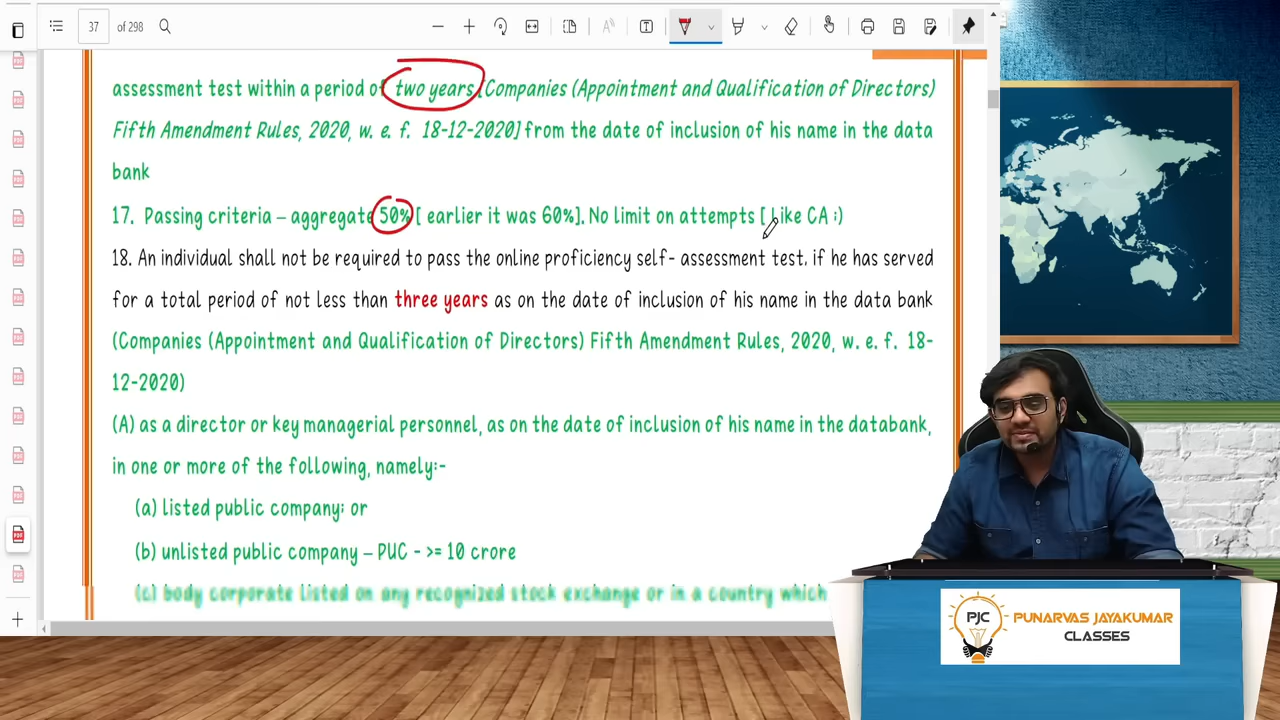 37 of 298
assessment test within a period of two years [Companies (Appointment and Qualification of Directors)
Fifth Amendment Rules, 2020, w. e. f. 18-12-2020] from the date of inclusion of his name in the data
bank
17. Passing criteria – aggregate 50% [ earlier it was 60%]. No limit on attempts [ Like CA ;)
18. An individual shall not be required to pass the online proficiency self- assessment test. if he has served
for a total period of not less than three years as on the date of inclusion of his name in the data bank
(Companies (Appointment and Qualification of Directors) Fifth Amendment Rules, 2020, w. e. f. 18-
12-2020)
(A) as a director or key managerial personnel, as on the date of inclusion of his name in the databank,
in one or more of the following, namely:-
(a) listed public company; or
(b) unlisted public company – PUC - >= 10 crore
(c) body corporate listed on any recognized stock exchange or in a country which
PJC
PUNARVAS JAYAKUMAR
CLASSES